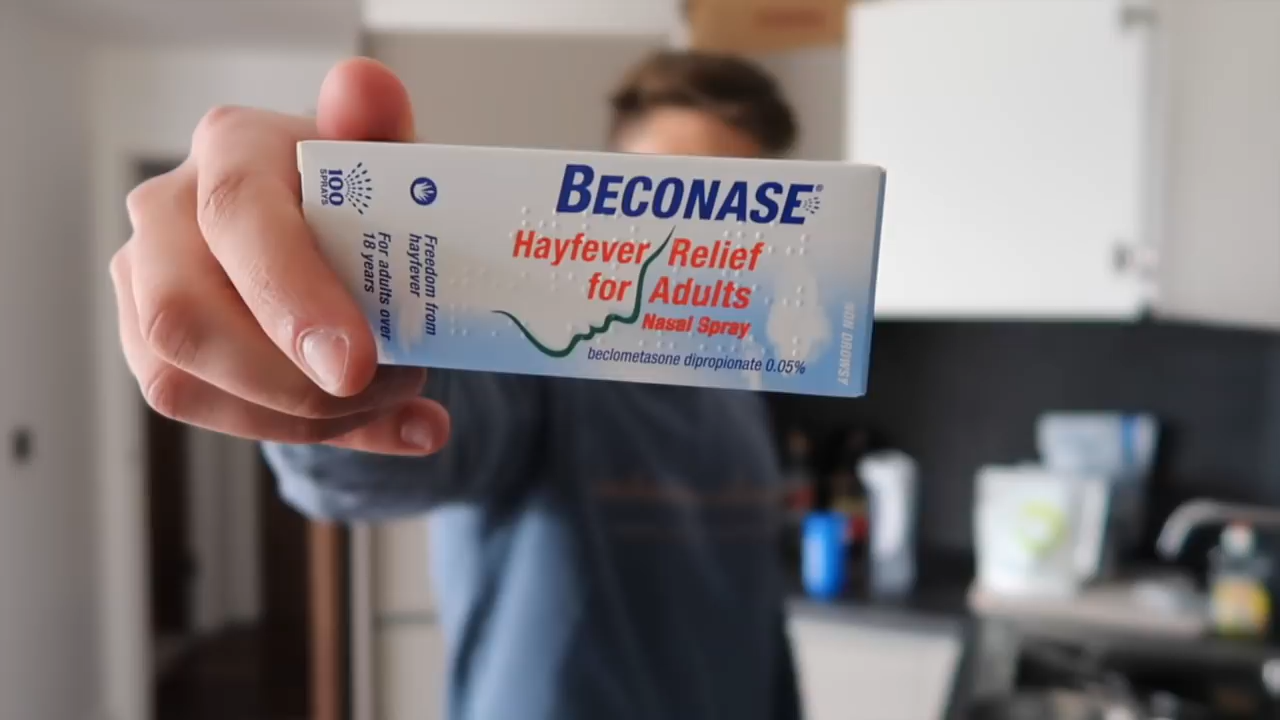 100
SPRAYS
For adults over
18 years
Freedom from
hayfever
BECONASE®
Hayfever Relief
for Adults
Nasal Spray
beclometasone dipropionate 0.05%
NON DROWSY